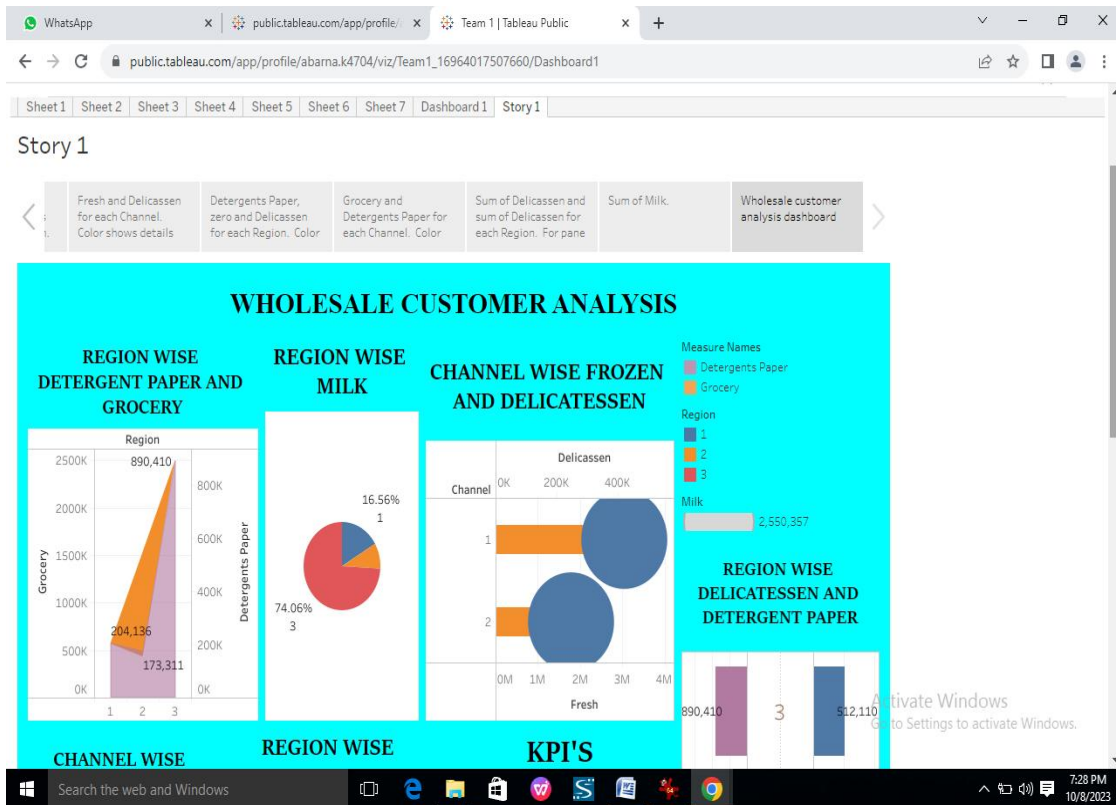 WhatsApp
public.tableau.com/app/profile/
Team 1 | Tableau Public
public.tableau.com/app/profile/abarna.k4704/viz/Team1_16964017507660/Dashboard1
Sheet 1 Sheet 2 Sheet 3 Sheet 4 Sheet 5 Sheet 6 Sheet 7 Dashboard 1 Story 1
Story 1
Fresh and Delicassen
for each Channel.
Color shows details
Detergents Paper,
zero and Delicassen
for each Region. Color
Grocery and
Detergents Paper for
each Channel. Color
Sum of Delicassen and
sum of Delicassen for
each Region. For pane
Sum of Milk.
Wholesale customer
analysis dashboard
WHOLESALE CUSTOMER ANALYSIS
REGION WISE
DETERGENT PAPER AND
GROCERY
Region
2500K
2000K
1500K
1000K
500K
0K
Grocery
890,410
204,136
173,311
800K
600K
400K
200K
0K
Detergents Paper
1 2 3
REGION WISE
MILK
16.56%
1
74.06%
3
CHANNEL WISE FROZEN
AND DELICATESSEN
Delicassen
Channel 0K 200K 400K
1
2
0M 1M 2M 3M 4M
Fresh
Measure Names
Detergents Paper
Grocery
Region
1
2
3
Milk
2,550,357
REGION WISE
DELICATESSEN AND
DETERGENT PAPER
890,410 3 512,110
CHANNEL WISE
REGION WISE
KPI'S
Activate Windows
Go to Settings to activate Windows.
Search the web and Windows
7:28 PM
10/8/2023